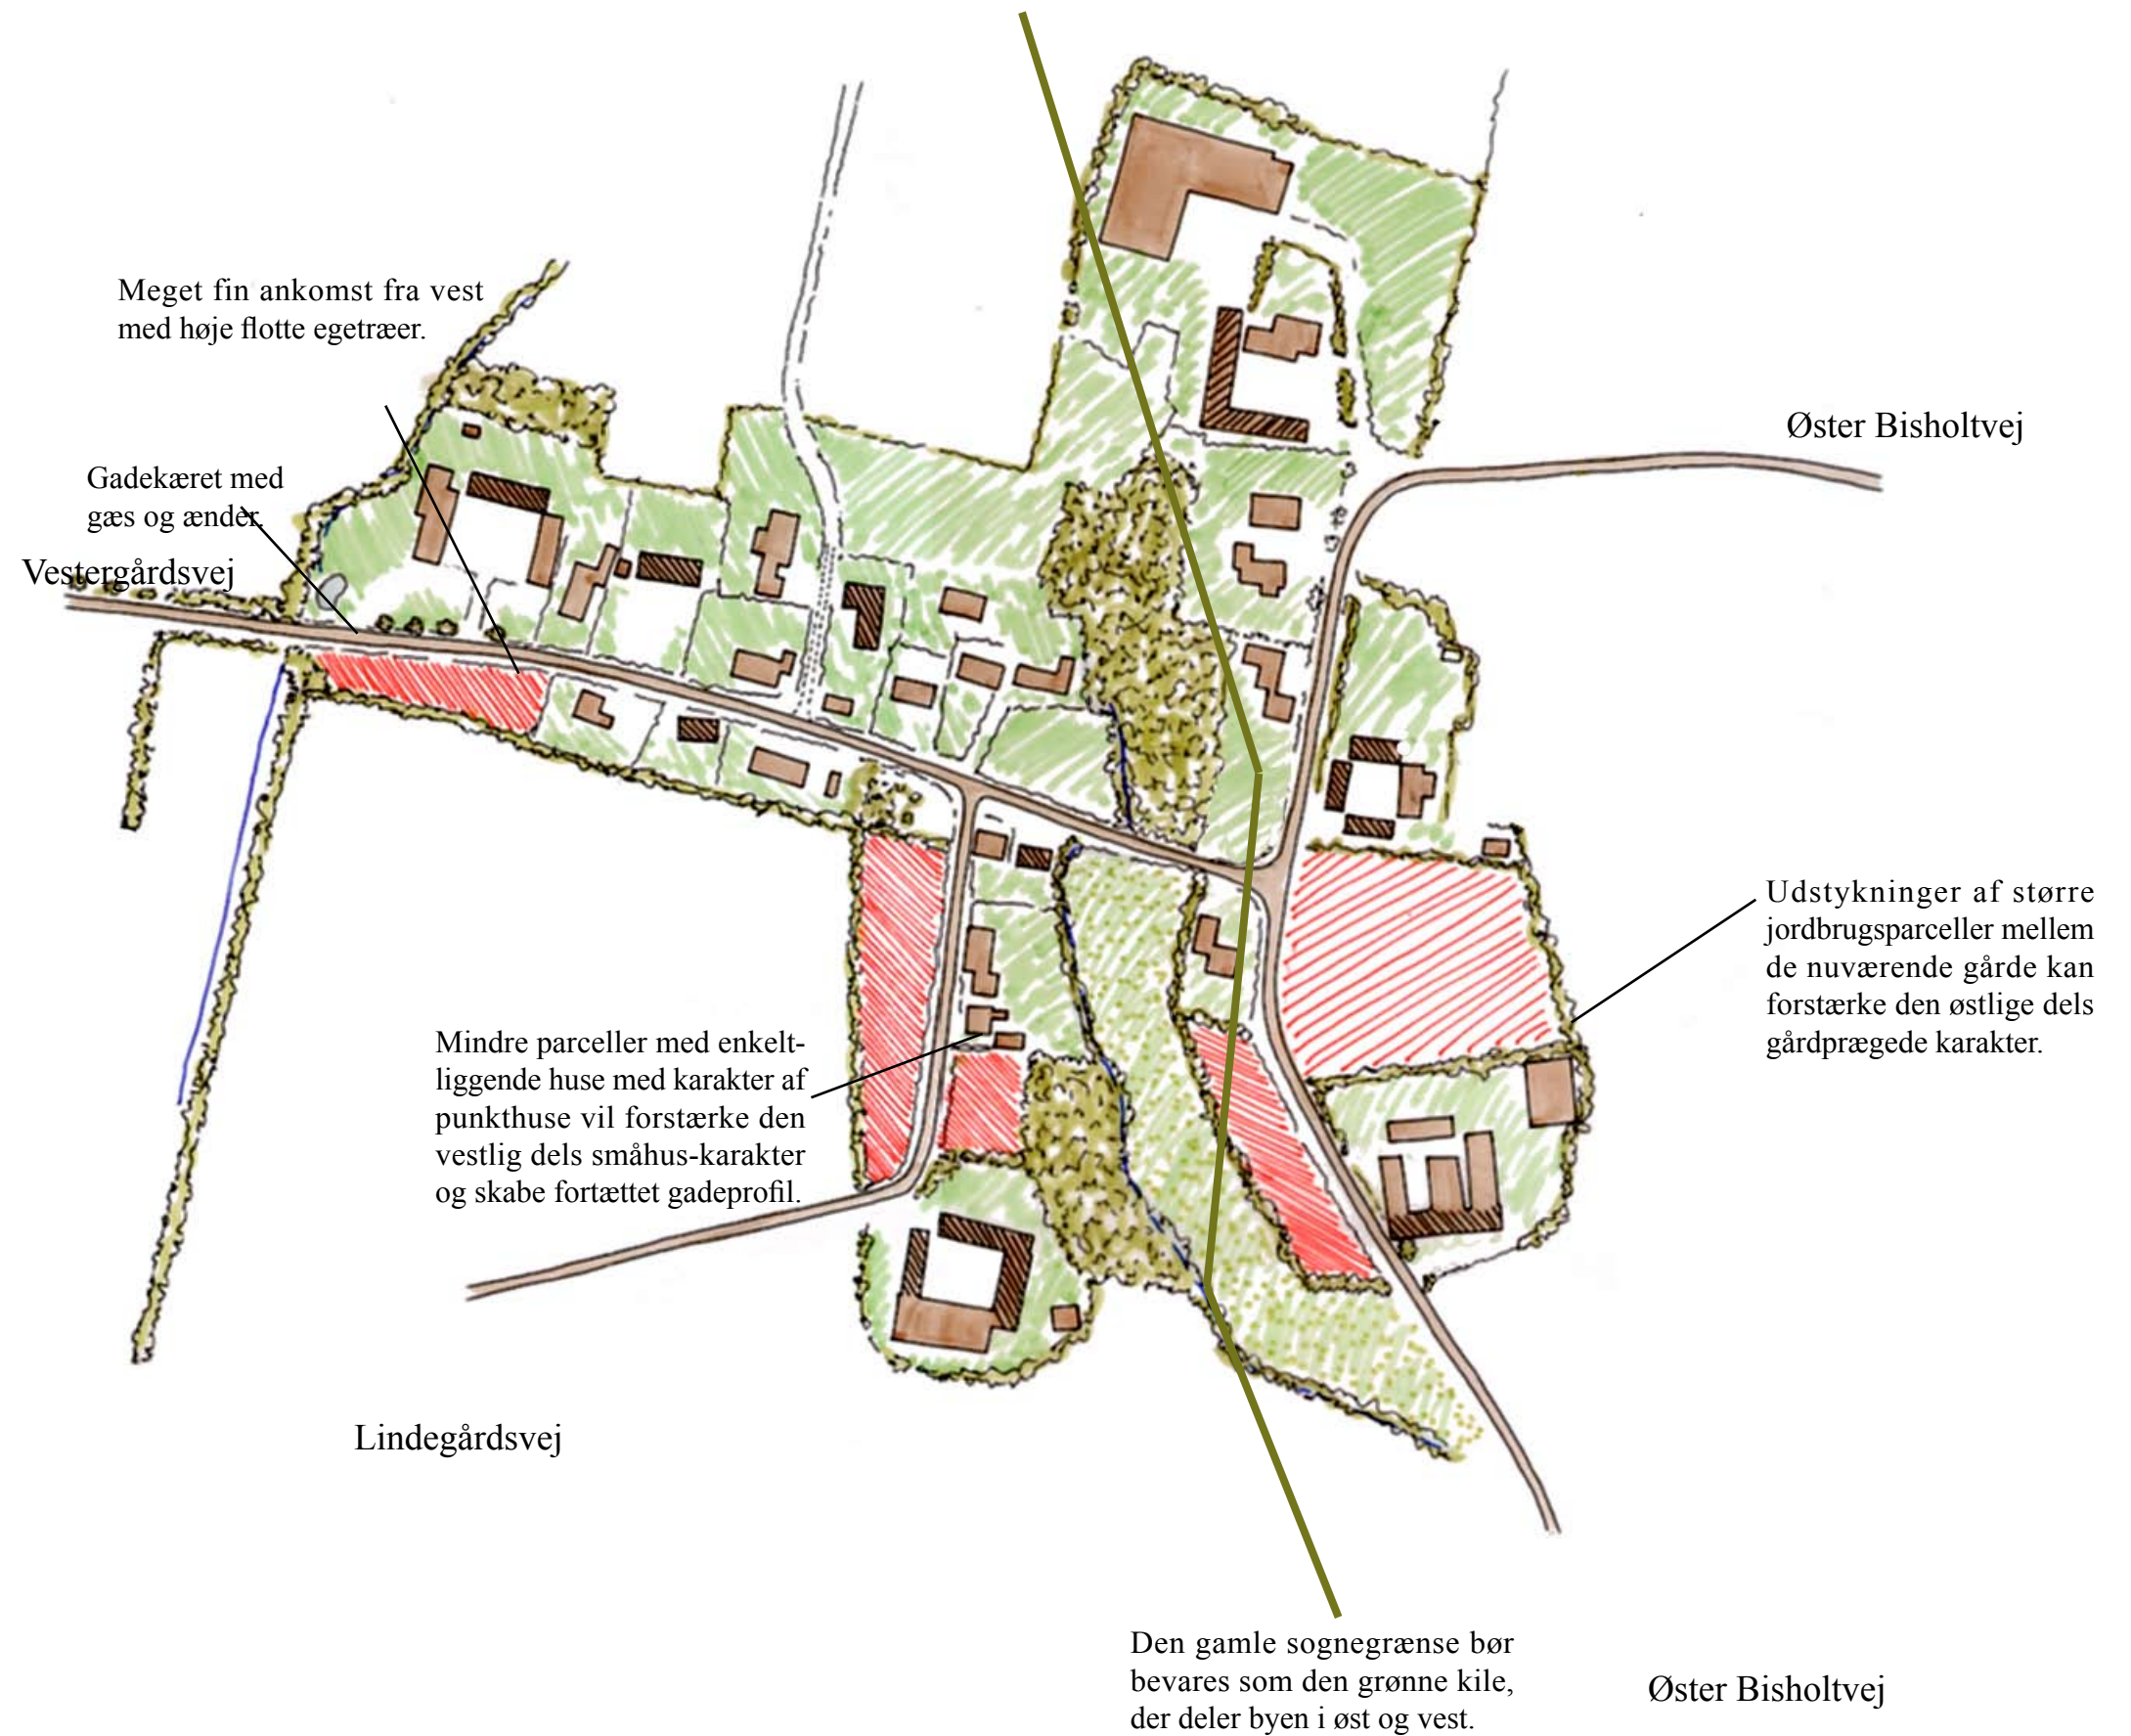 Meget fin ankomst fra vest
med høje flotte egetræer.
Øster Bisholtvej
Gadekæret med
gæs og ænder.
Vestergårdsvej
Udstykninger af større
jordbrugsparceller mellem
de nuværende gårde kan
forstærke den østlige dels
gårdprægede karakter.
Mindre parceller med enkelt-
liggende huse med karakter af
punkthuse vil forstærke den
vestlig dels småhus-karakter
og skabe fortættet gadeprofil.
Lindegårdsvej
Den gamle sognegrænse bør
bevares som den grønne kile,
der deler byen i øst og vest.
Øster Bisholtvej